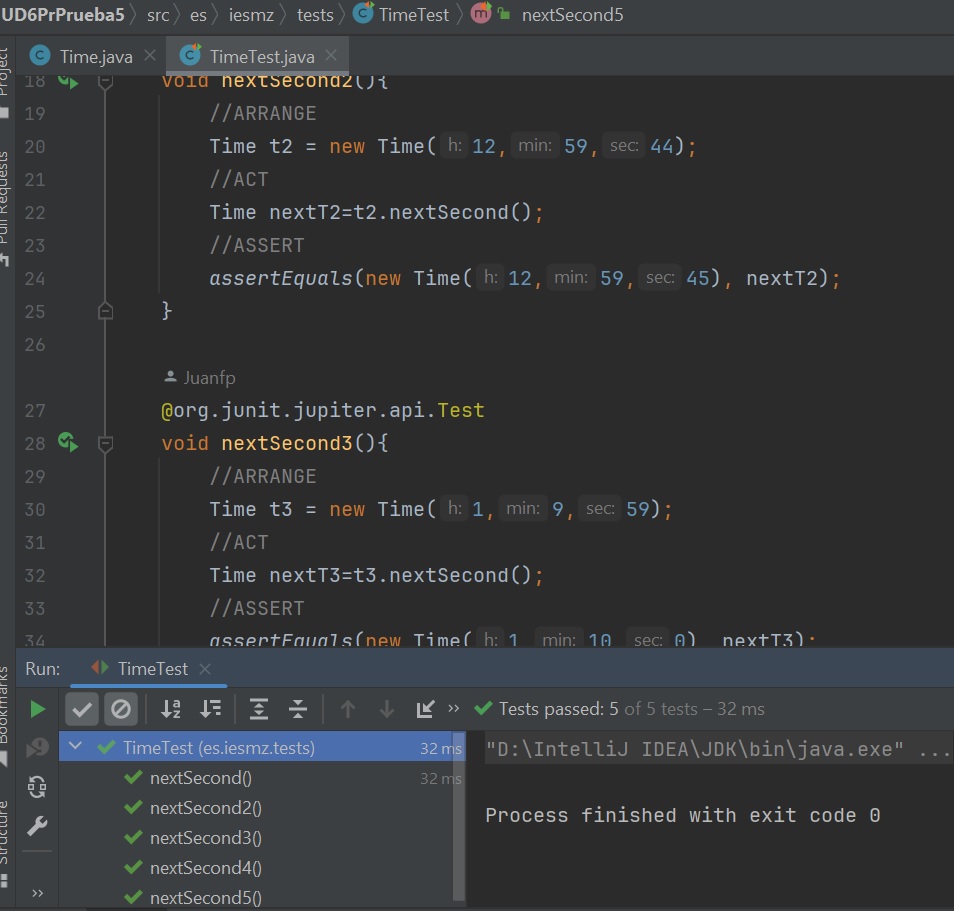 UD6PrPrueba5 src es iesmz tests TimeTest nextSecond5
Time.java TimeTest.java
Project
Pull Requests
Bookmarks
Structure
18 void nextSecond2(){
19 //ARRANGE
20 Time t2 = new Time( h: 12, min: 59, sec: 44);
21 //ACT
22 Time nextT2=t2.nextSecond();
23 //ASSERT
24 assertEquals(new Time( h: 12, min: 59, sec: 45), nextT2);
25 }
26
Juanfp
27 @org.junit.jupiter.api.Test
28 void nextSecond3(){
29 //ARRANGE
30 Time t3 = new Time( h: 1, min: 9, sec: 59);
31 //ACT
32 Time nextT3=t3.nextSecond();
33 //ASSERT
34 assertEquals(new Time( h: 1, min: 10, sec: 0), nextT3);
Run: TimeTest
Tests passed: 5 of 5 tests – 32 ms
TimeTest (es.iesmz.tests) 32 ms
nextSecond() 32 ms
nextSecond2()
nextSecond3()
nextSecond4()
nextSecond5()
"D:\IntelliJ IDEA\JDK\bin\java.exe" ...
Process finished with exit code 0